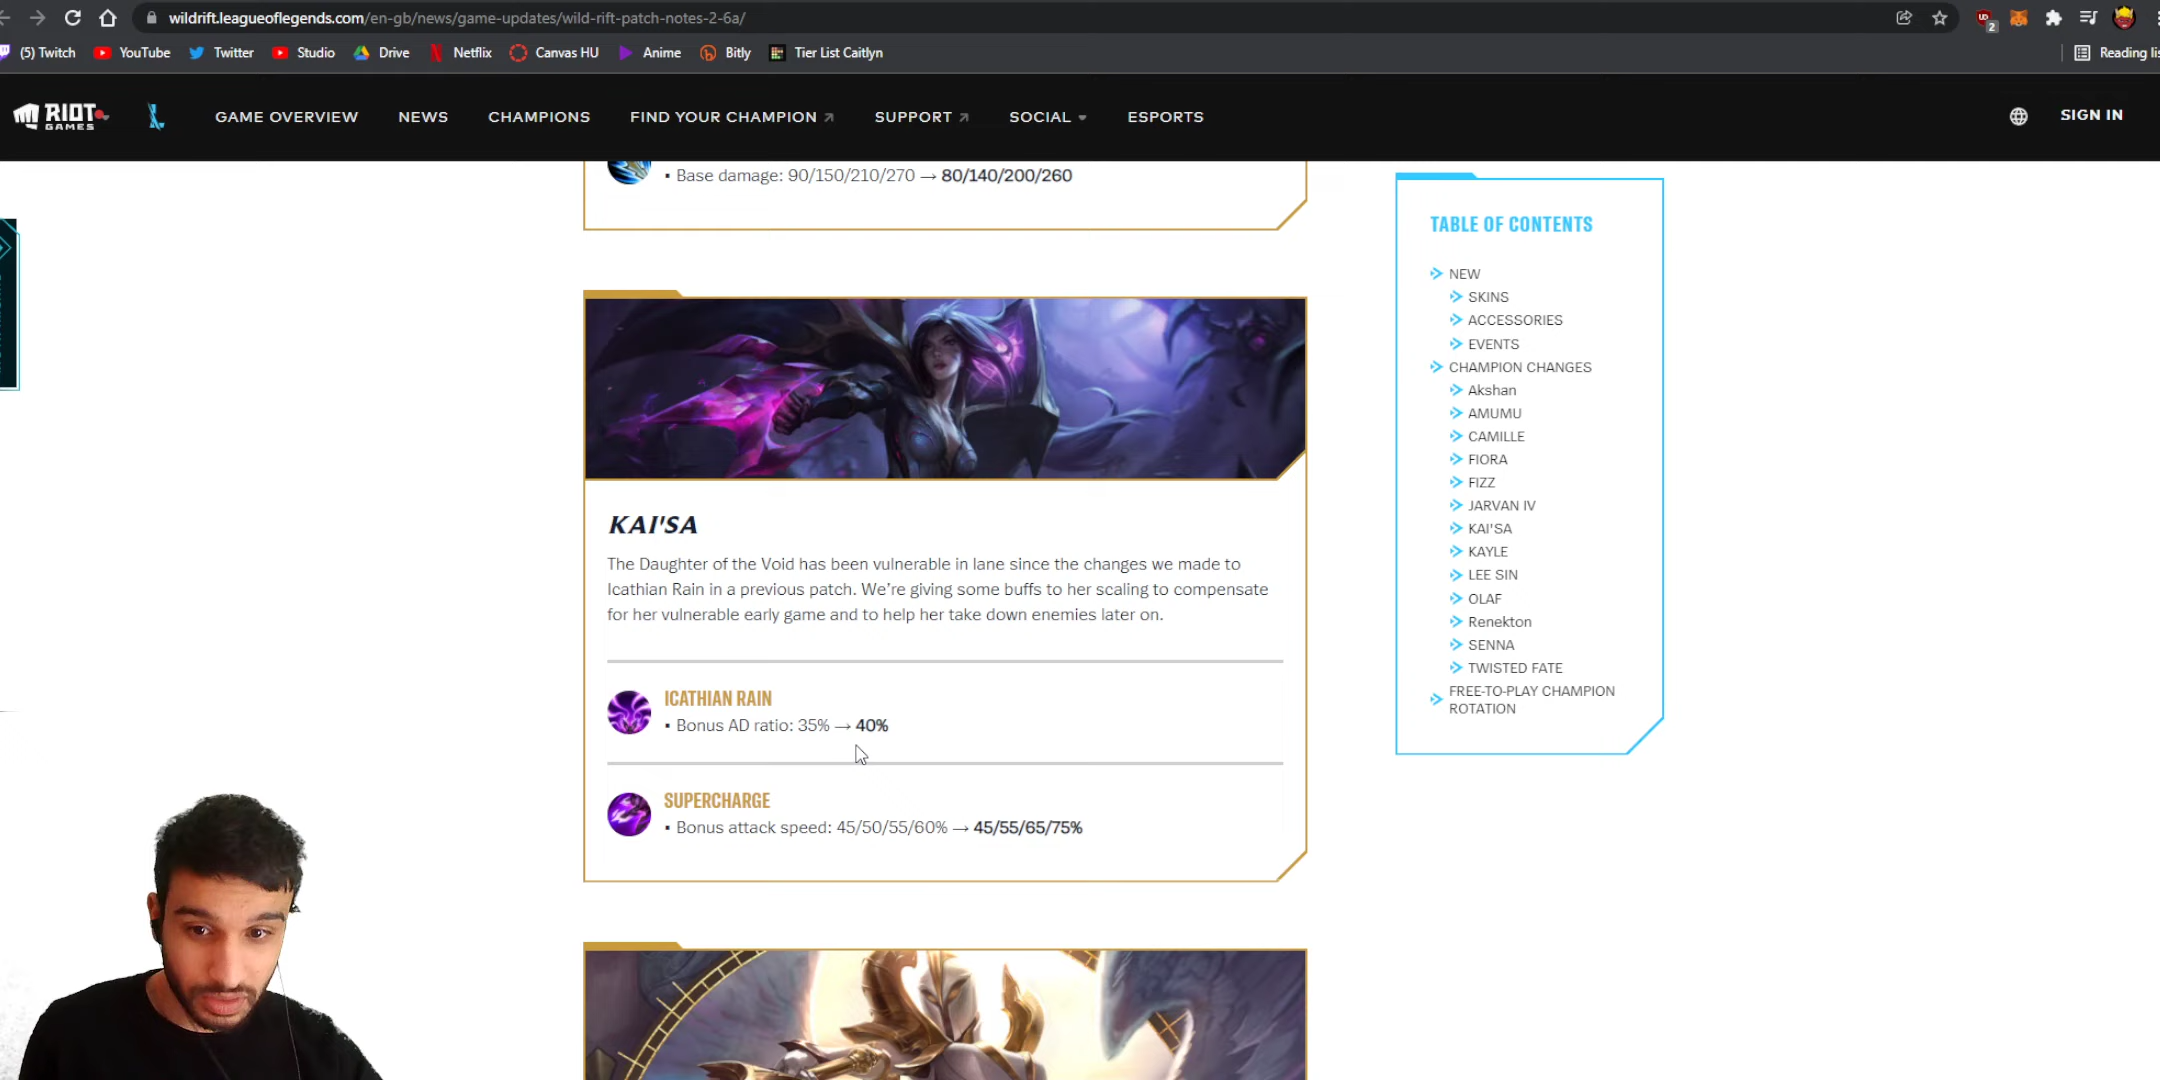 wildrift.leagueoflegends.com/en-gb/news/game-updates/wild-rift-patch-notes-2-6a/
2
(5) Twitch YouTube Twitter Studio Drive Netflix Canvas HU Anime Bitly Tier List Caitlyn Reading lis
RIOT GAMES GAME OVERVIEW NEWS CHAMPIONS FIND YOUR CHAMPION SUPPORT SOCIAL ESPORTS SIGN IN
▪ Base damage: 90/150/210/270 → 80/140/200/260
KAI'SA
The Daughter of the Void has been vulnerable in lane since the changes we made to
Icathian Rain in a previous patch. We're giving some buffs to her scaling to compensate
for her vulnerable early game and to help her take down enemies later on.
ICATHIAN RAIN
▪ Bonus AD ratio: 35% → 40%
SUPERCHARGE
▪ Bonus attack speed: 45/50/55/60% → 45/55/65/75%
TABLE OF CONTENTS
NEW
SKINS
ACCESSORIES
EVENTS
CHAMPION CHANGES
Akshan
AMUMU
CAMILLE
FIORA
FIZZ
JARVAN IV
KAI'SA
KAYLE
LEE SIN
OLAF
Renekton
SENNA
TWISTED FATE
FREE-TO-PLAY CHAMPION
ROTATION